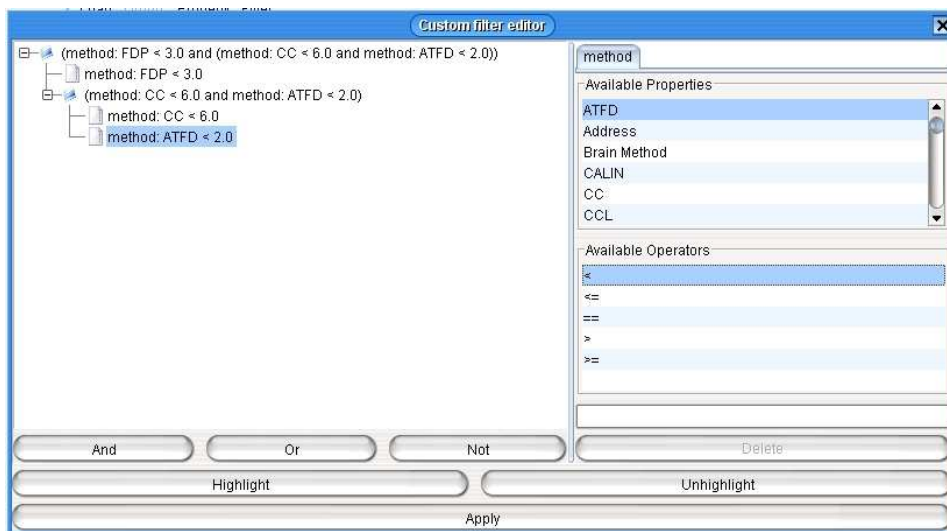 Custom filter editor
(method: FDP < 3.0 and (method: CC < 6.0 and method: ATFD < 2.0))
method: FDP < 3.0
(method: CC < 6.0 and method: ATFD < 2.0)
method: CC < 6.0
method: ATFD < 2.0
method
Available Properties
ATFD
Address
Brain Method
CALIN
CC
CCL
Available Operators
<
<=
==
>
>=
And Or Not Delete
Highlight Unhighlight
Apply